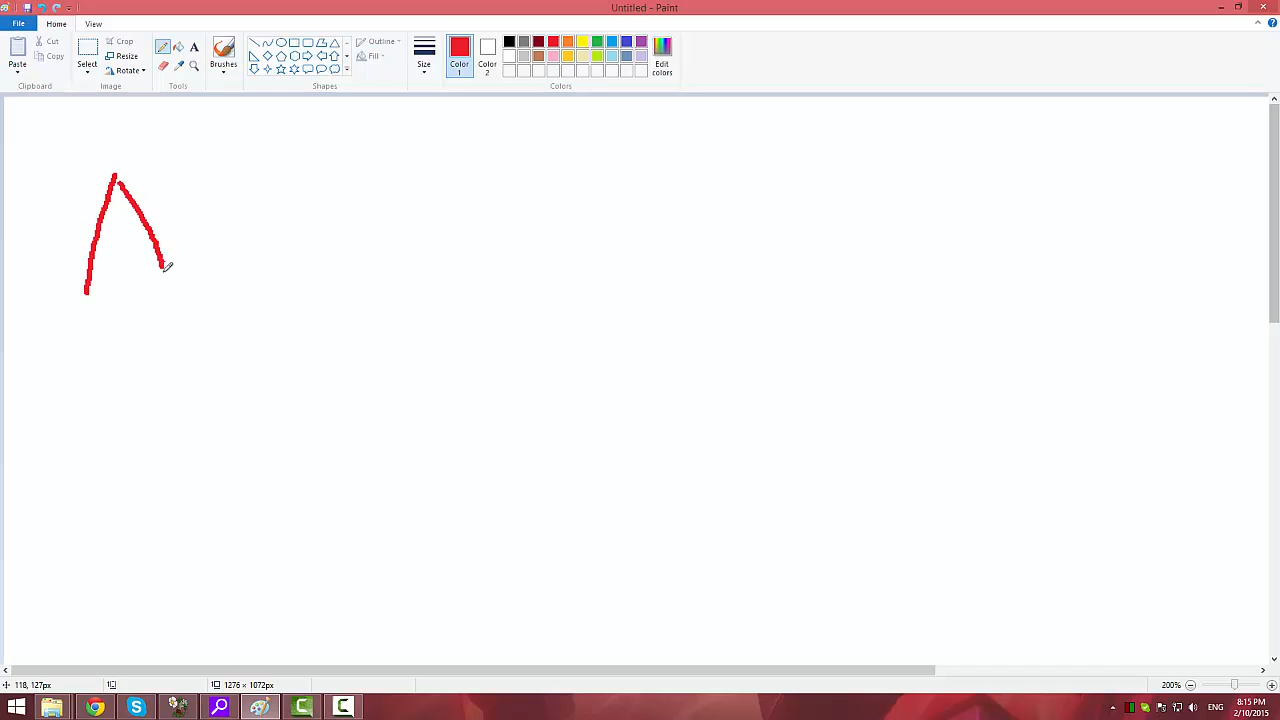 Untitled - Paint
File Home View
Paste
Cut
Copy
Clipboard
Select
Crop
Resize
Rotate
Image
A
Tools
Brushes
Outline
Fill
Shapes
Size
Color 1
Color 2
Edit colors
Colors
118, 127px
1276 × 1072px
200%
ENG
8:15 PM
2/10/2015